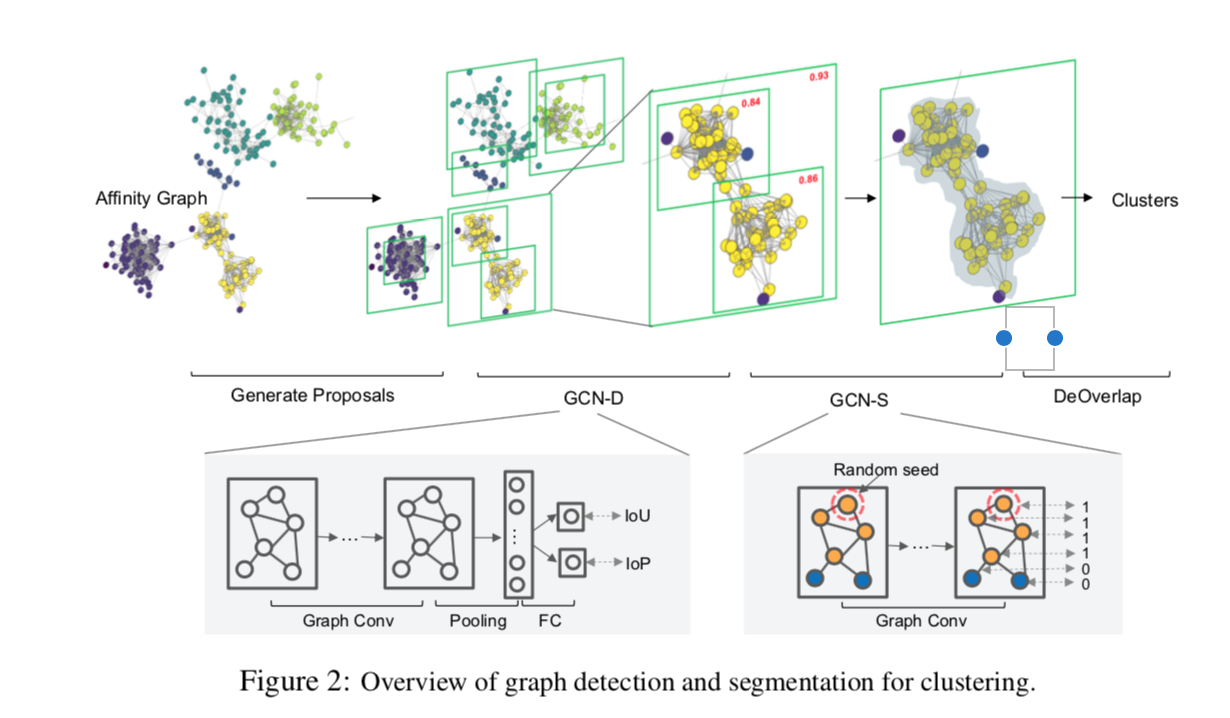 0.93
0.84
0.86
Affinity Graph
Clusters
Generate Proposals
GCN-D
GCN-S
DeOverlap
Random seed
IoU
IoP
...
...
...
...
1
1
1
1
0
0
Graph Conv
Pooling
FC
Graph Conv
Figure 2: Overview of graph detection and segmentation for clustering.